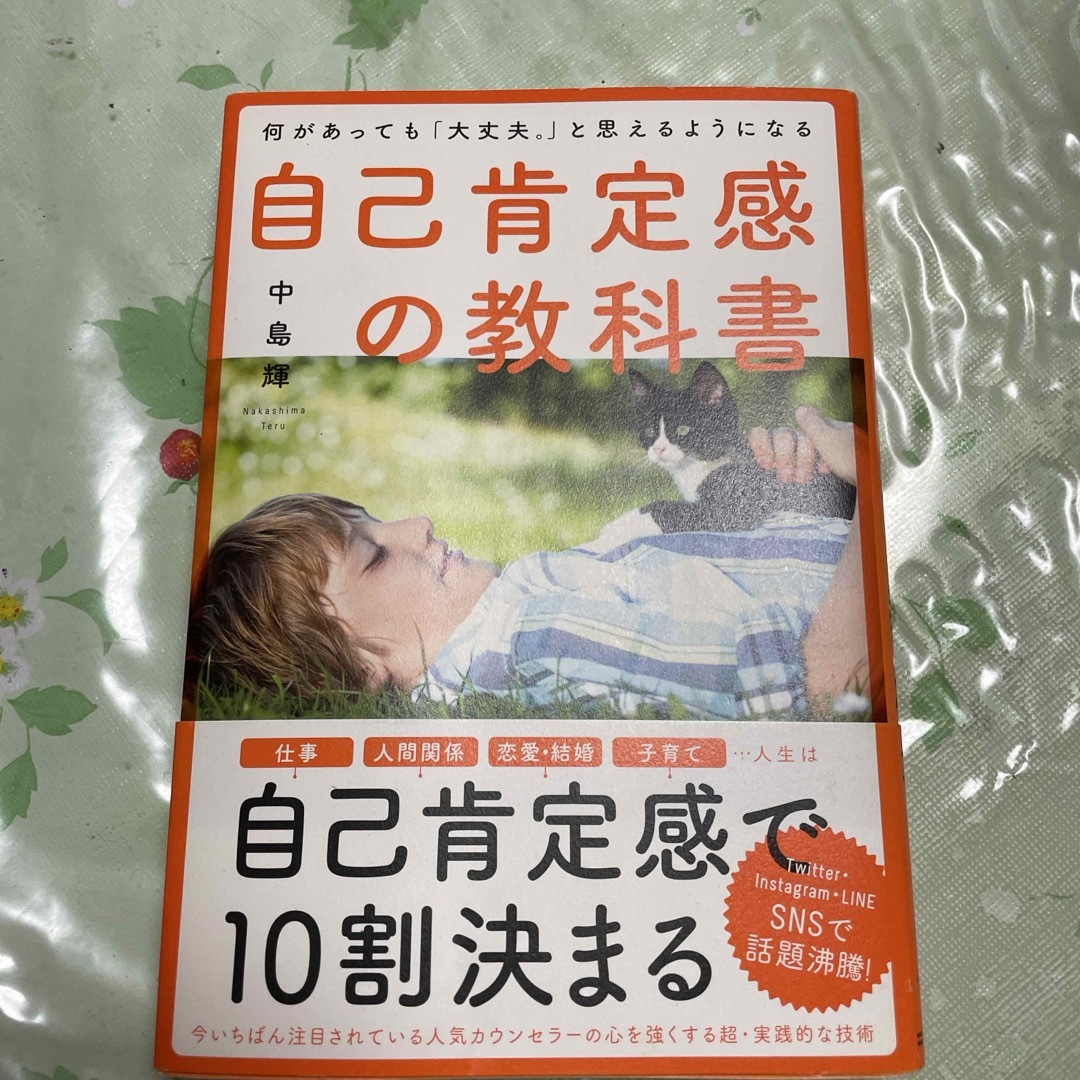 何があっても「大丈夫。」と思えるようになる
自己肯定感
の教科書
中島輝
Nakashima
Teru
仕事 人間関係 恋愛・結婚 子育て …人生は
自己肯定感で
10割決まる
Twitter・
Instagram・LINE
SNSで
話題沸騰!
今いちばん注目されている人気カウンセラーの心を強くする超・実践的な技術